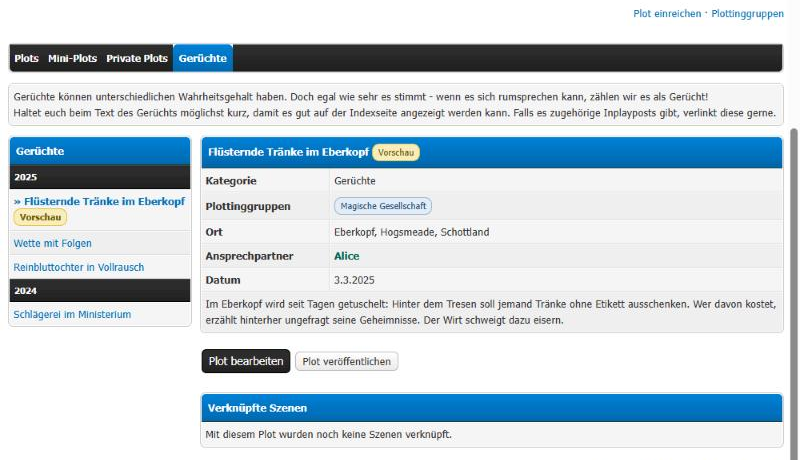 Plot einreichen · Plottinggruppen
Plots Mini-Plots Private Plots Gerüchte
Gerüchte können unterschiedlichen Wahrheitsgehalt haben. Doch egal wie sehr es stimmt - wenn es sich rumsprechen kann, zählen wir es als Gerücht!
Haltet euch beim Text des Gerüchts möglichst kurz, damit es gut auf der Indexseite angezeigt werden kann. Falls es zugehörige Inplayposts gibt, verlinkt diese gerne.
Gerüchte
2025
» Flüsternde Tränke im Eberkopf
Vorschau
Wette mit Folgen
Reinbluttochter in Vollrausch
2024
Schlägerei im Ministerium
Flüsternde Tränke im Eberkopf Vorschau
Kategorie Gerüchte
Plottinggruppen Magische Gesellschaft
Ort Eberkopf, Hogsmeade, Schottland
Ansprechpartner Alice
Datum 3.3.2025
Im Eberkopf wird seit Tagen getuschelt: Hinter dem Tresen soll jemand Tränke ohne Etikett ausschenken. Wer davon kostet,
erzählt hinterher ungefragt seine Geheimnisse. Der Wirt schweigt dazu eisern.
Plot bearbeiten Plot veröffentlichen
Verknüpfte Szenen
Mit diesem Plot wurden noch keine Szenen verknüpft.